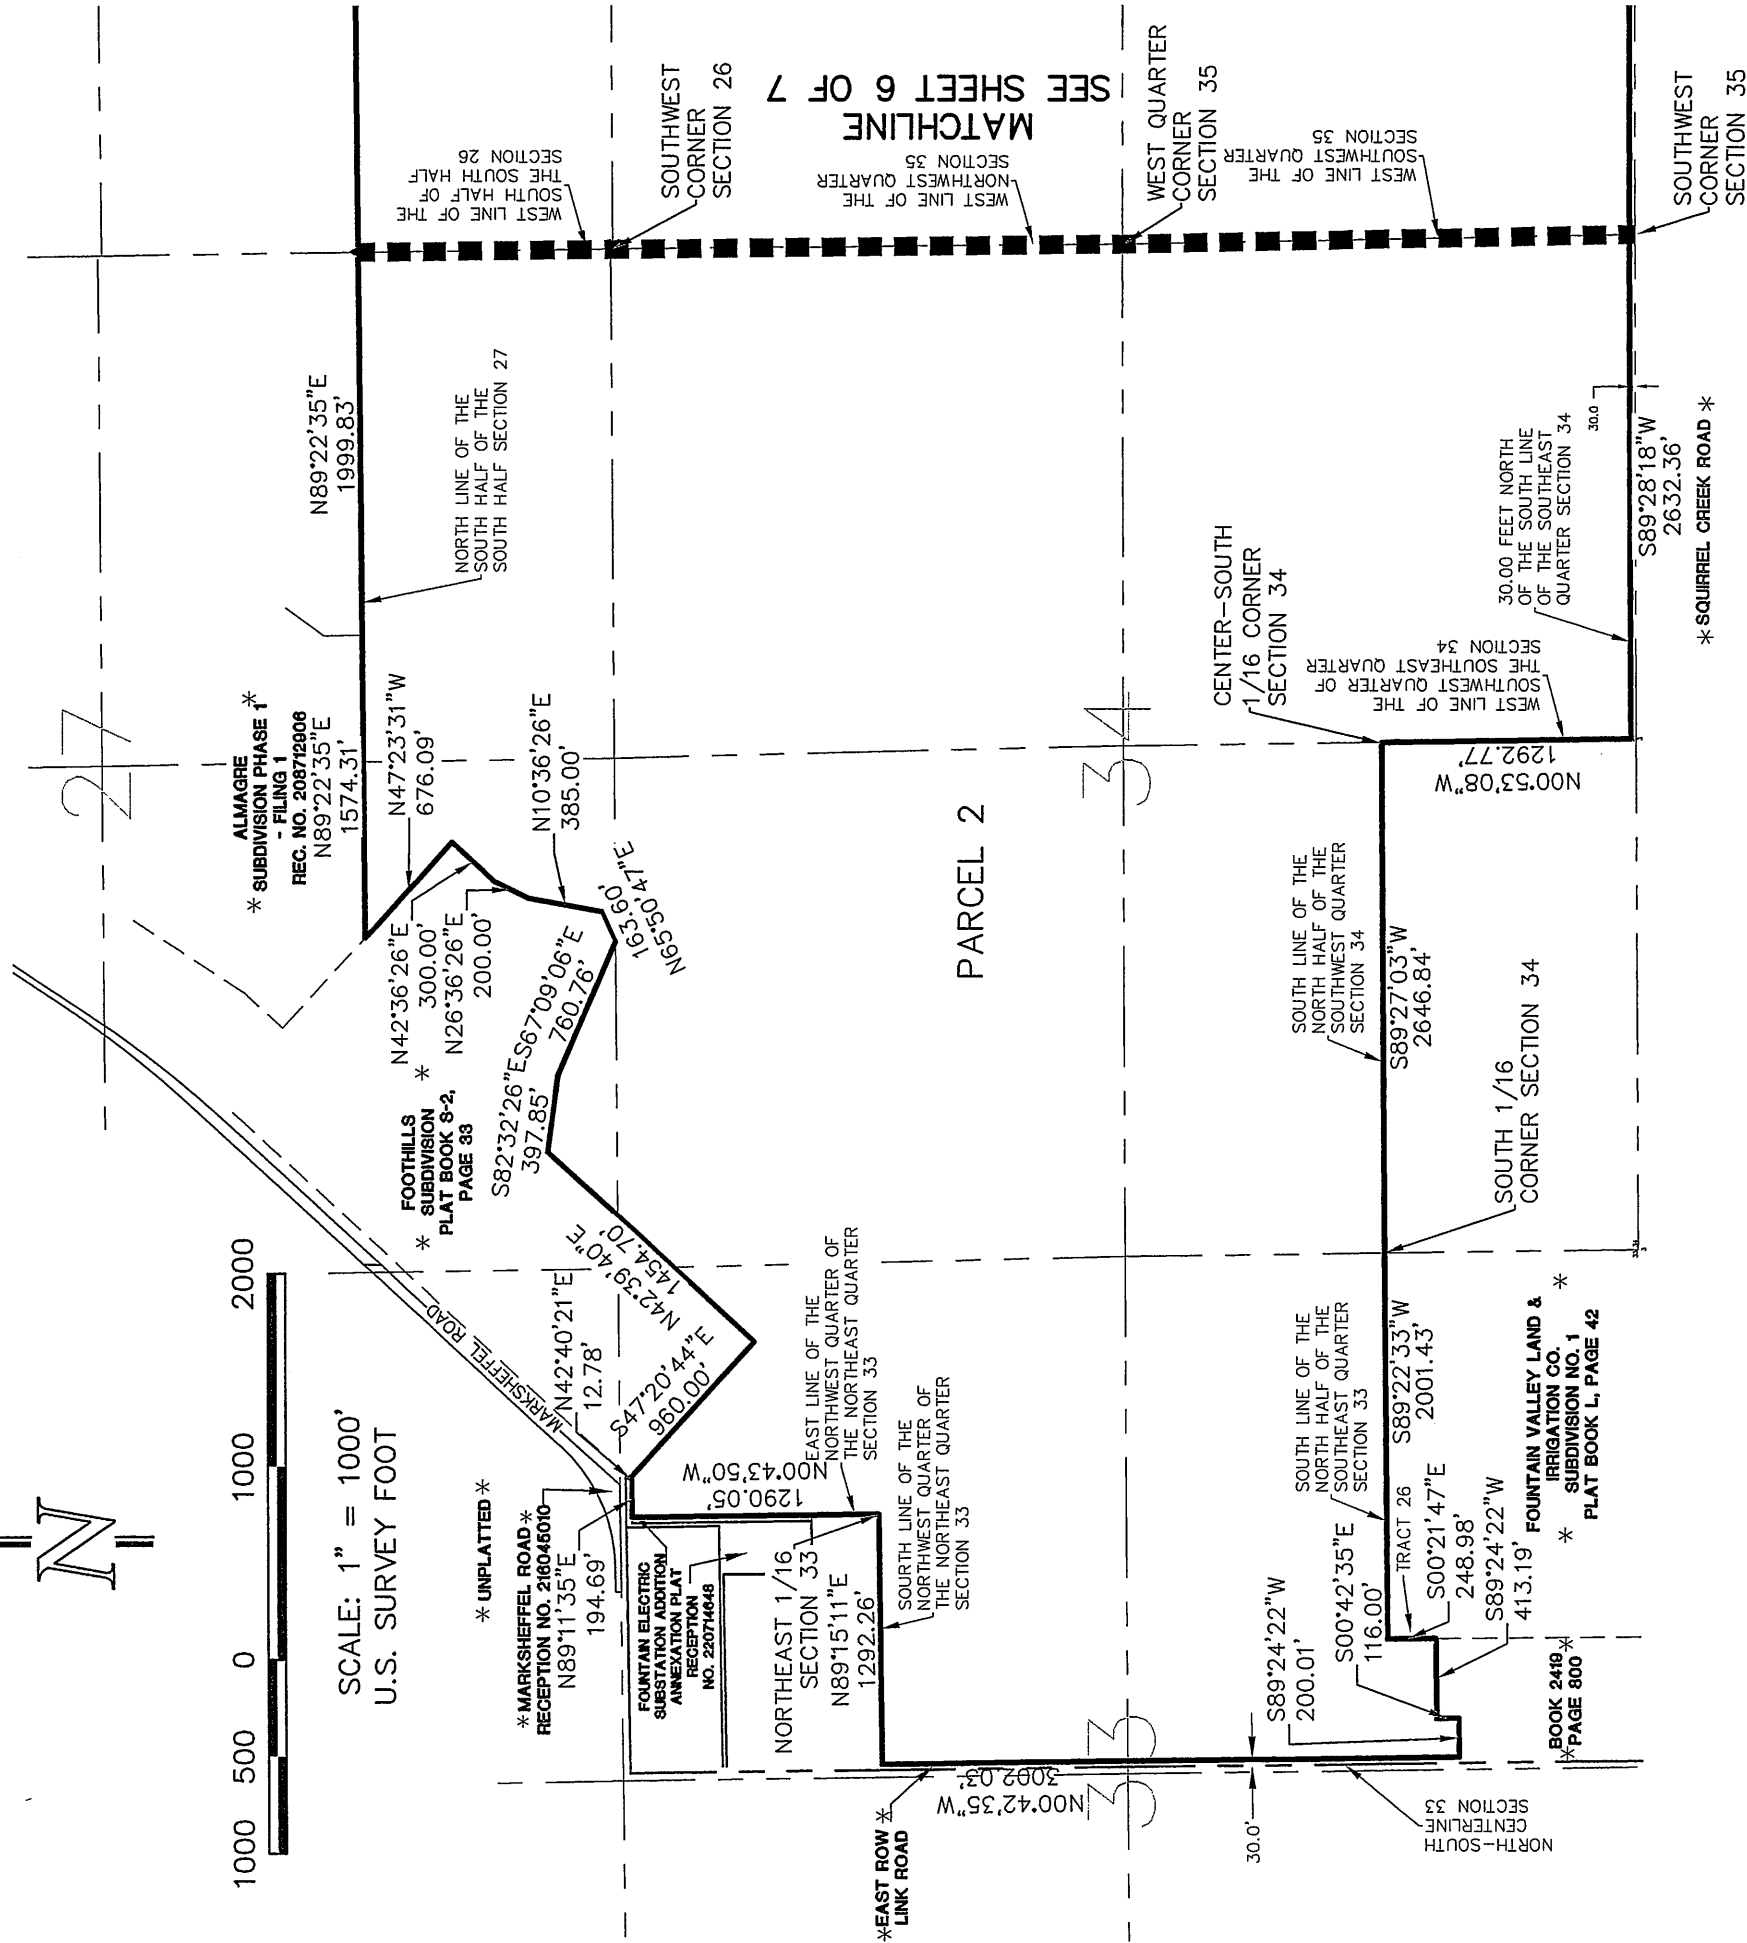 N
1000 500 0 1000 2000
SCALE: 1" = 1000'
U.S. SURVEY FOOT
27
ALMAGRE
* SUBDIVISION PHASE 1 *
- FILING 1
REC. NO. 208712906
N89°22'35"E
1574.31'
N89°22'35"E
1999.83'
NORTH LINE OF THE
SOUTH HALF OF THE
SOUTH HALF SECTION 27
N47°23'31"W
676.09'
N42°36'26"E
300.00'
N26°36'26"E
200.00'
N10°36'26"E
385.00'
163.60'
N65°50'47"E
S67°09'06"E
760.76'
S82°32'26"E
397.85'
FOOTHILLS
* SUBDIVISION *
PLAT BOOK S-2,
PAGE 33
MARKSHEFFEL ROAD
N42°39'40"E
1454.70'
N42°40'21"E
12.78'
S47°20'44"E
960.00'
* UNPLATTED *
* MARKSHEFFEL ROAD *
RECEPTION NO. 216045010
N89°11'35"E
194.69'
FOUNTAIN ELECTRIC
SUBSTATION ADDITION
ANNEXATION PLAT
RECEPTION
NO. 220714648
N00°43'50"W
1290.05'
EAST LINE OF THE
NORTHWEST QUARTER OF
THE NORTHEAST QUARTER
SECTION 33
NORTHEAST 1/16
SECTION 33
N89°15'11"E
1292.26'
SOURTH LINE OF THE
NORTHWEST QUARTER OF
THE NORTHEAST QUARTER
SECTION 33
WEST LINE OF THE
SOUTH HALF OF
THE SOUTH HALF
SECTION 26
SOUTHWEST
CORNER
SECTION 26
MATCHLINE
SEE SHEET 6 OF 7
WEST LINE OF THE
NORTHWEST QUARTER
SECTION 35
WEST QUARTER
CORNER
SECTION 35
WEST LINE OF THE
SOUTHWEST QUARTER
SECTION 35
SOUTHWEST
CORNER
SECTION 35
PARCEL 2
34
33
*EAST ROW *
LINK ROAD
N00°42'35"W
3002.03'
30.0'
NORTH-SOUTH
CENTERLINE
SECTION 33
S89°24'22"W
200.01'
S00°42'35"E
116.00'
TRACT 26
S00°21'47"E
248.98'
S89°24'22"W
413.19'
BOOK 2419 *
* PAGE 800
FOUNTAIN VALLEY LAND &
IRRIGATION CO.
* SUBDIVISION NO. 1 *
PLAT BOOK L, PAGE 42
SOUTH LINE OF THE
NORTH HALF OF THE
SOUTHEAST QUARTER
SECTION 33
S89°22'33"W
2001.43'
SOUTH 1/16
CORNER SECTION 34
SOUTH LINE OF THE
NORTH HALF OF THE
SOUTHWEST QUARTER
SECTION 34
S89°27'03"W
2646.84'
CENTER-SOUTH
1/16 CORNER
SECTION 34
N00°53'08"W
1292.77'
WEST LINE OF THE
SOUTHWEST QUARTER OF
THE SOUTHEAST QUARTER
SECTION 34
30.00 FEET NORTH
OF THE SOUTH LINE
OF THE SOUTHEAST
QUARTER SECTION 34
30.0
S89°28'18"W
2632.36'
* SQUIRREL CREEK ROAD *